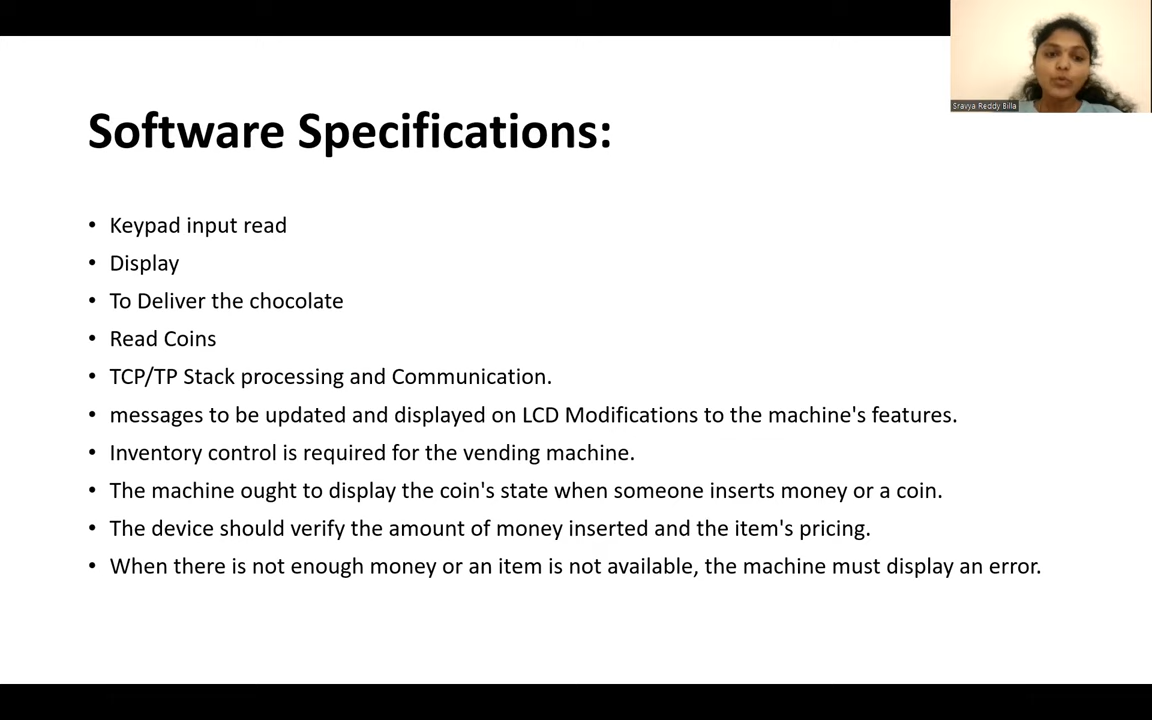 Sravya Reddy Billa
Software Specifications:
• Keypad input read
• Display
• To Deliver the chocolate
• Read Coins
• TCP/TP Stack processing and Communication.
• messages to be updated and displayed on LCD Modifications to the machine's features.
• Inventory control is required for the vending machine.
• The machine ought to display the coin's state when someone inserts money or a coin.
• The device should verify the amount of money inserted and the item's pricing.
• When there is not enough money or an item is not available, the machine must display an error.